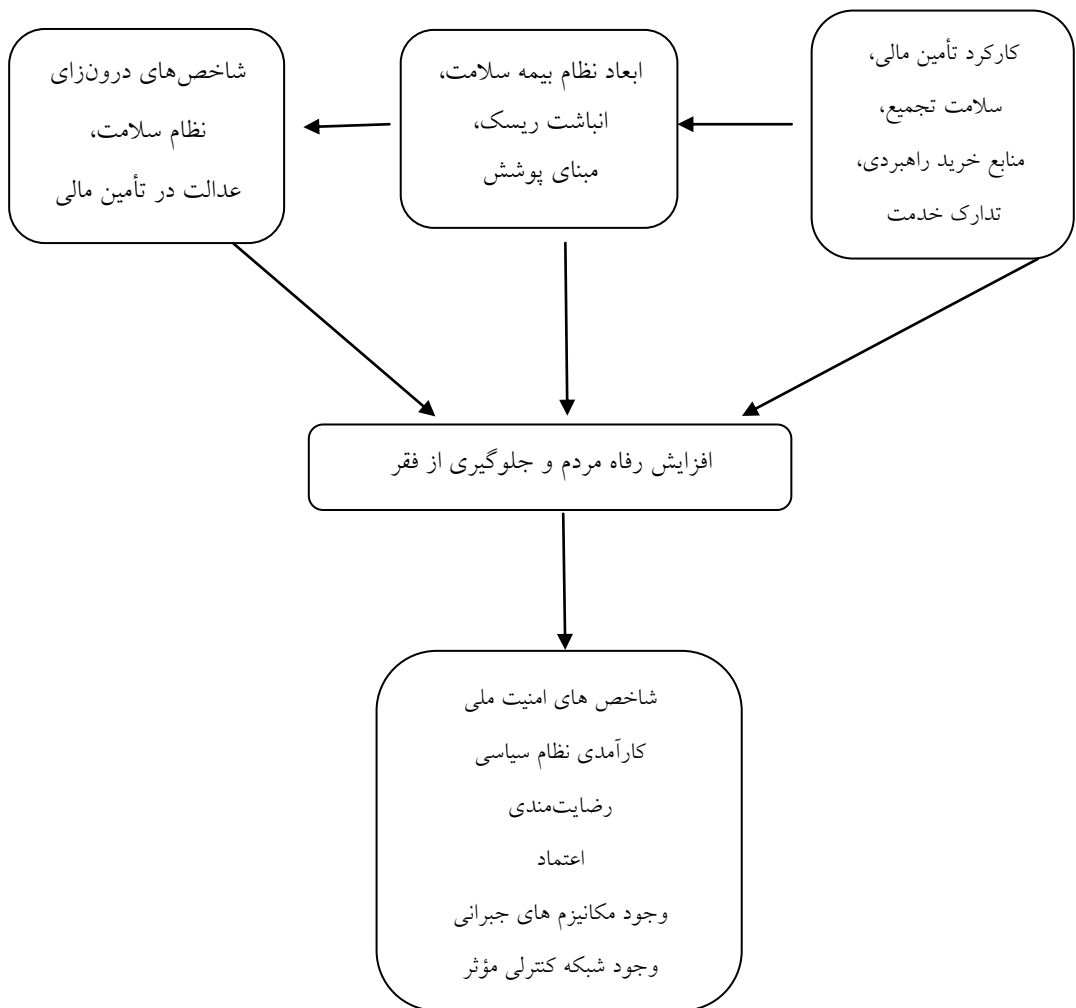 کارکرد تأمین مالی،
سلامت تجمیع،
منابع خرید راهبردی،
تدارک خدمت
ابعاد نظام بیمه سلامت،
انباشت ریسک،
مبنای پوشش
شاخص‌های درون‌زای
نظام سلامت،
عدالت در تأمین مالی
افزایش رفاه مردم و جلوگیری از فقر
شاخص های امنیت ملی
کارآمدی نظام سیاسی
رضایت‌مندی
اعتماد
وجود مکانیزم های جبرانی
وجود شبکه کنترلی مؤثر